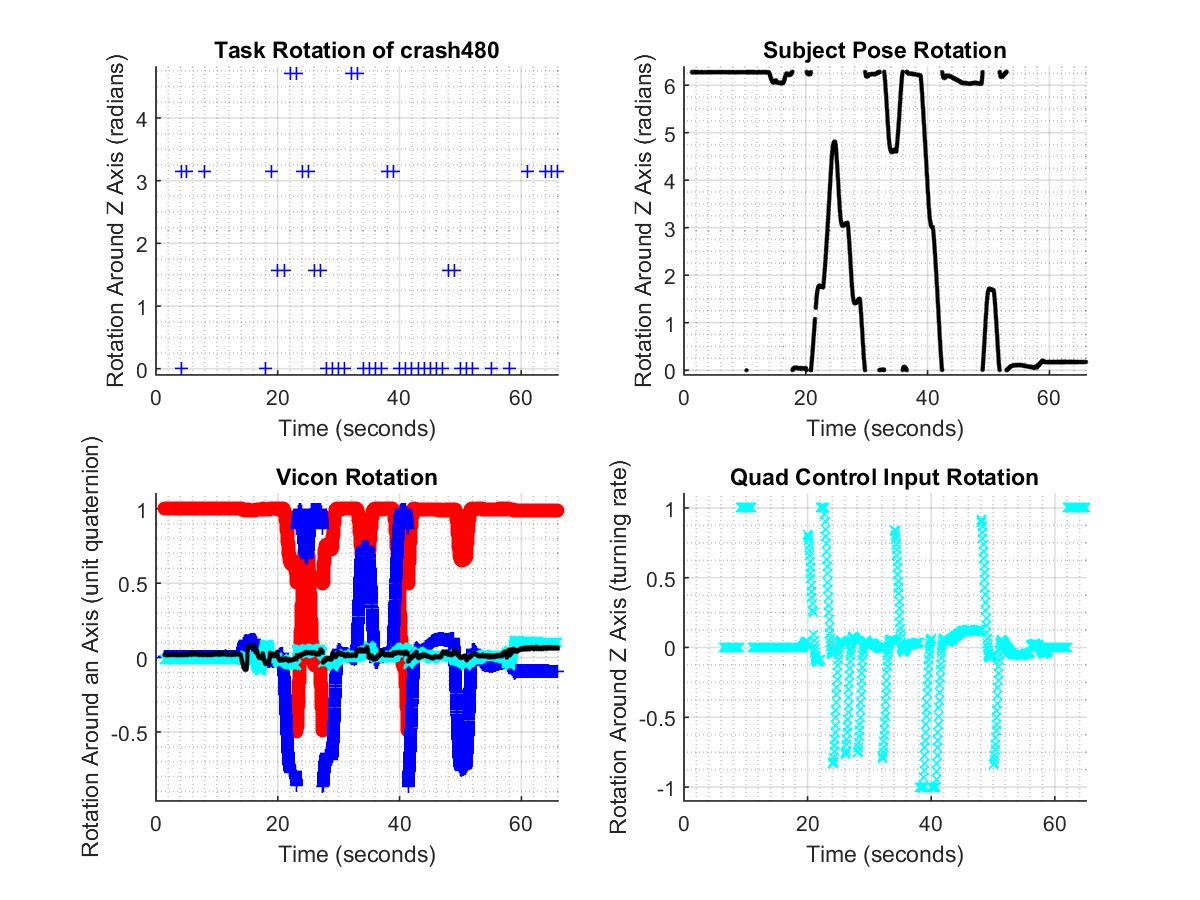 Task Rotation of crash480
Rotation Around Z Axis (radians)
4
3
2
1
0
0 20 40 60
Time (seconds)
Subject Pose Rotation
Rotation Around Z Axis (radians)
6
5
4
3
2
1
0
0 20 40 60
Time (seconds)
Vicon Rotation
Rotation Around an Axis (unit quaternion)
1
0.5
0
-0.5
0 20 40 60
Time (seconds)
Quad Control Input Rotation
Rotation Around Z Axis (turning rate)
1
0.5
0
-0.5
-1
0 20 40 60
Time (seconds)